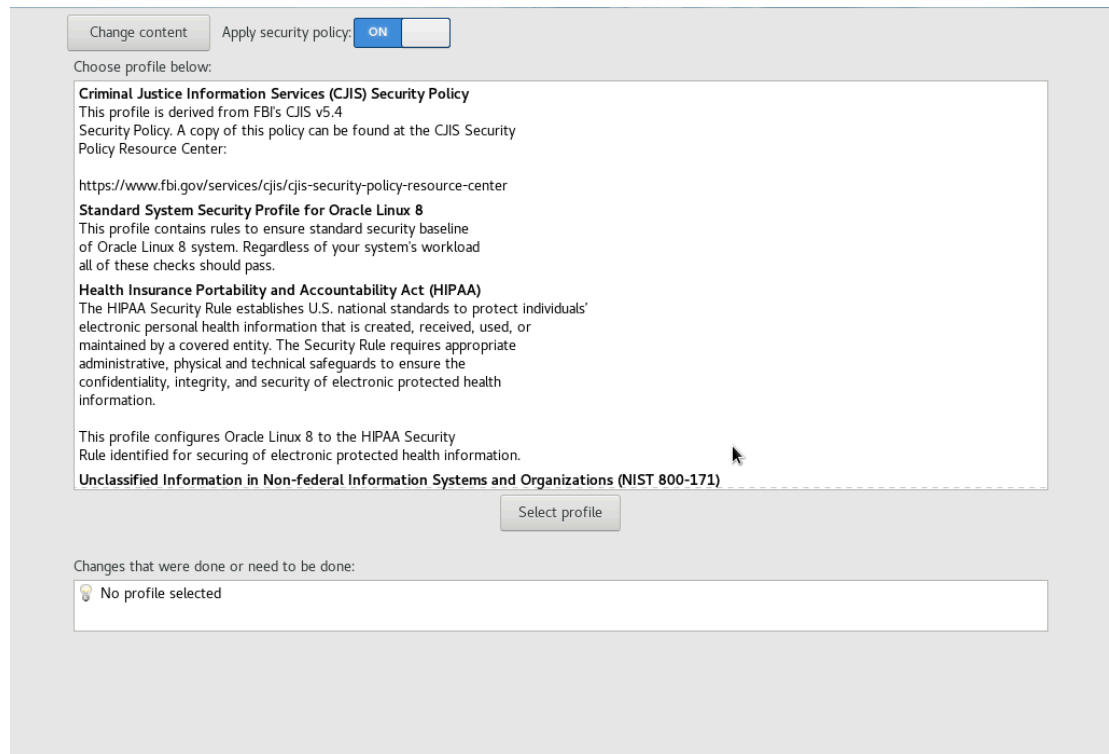 Change content Apply security policy: ON
Choose profile below:
Criminal Justice Information Services (CJIS) Security Policy
This profile is derived from FBI's CJIS v5.4
Security Policy. A copy of this policy can be found at the CJIS Security
Policy Resource Center:
https://www.fbi.gov/services/cjis/cjis-security-policy-resource-center
Standard System Security Profile for Oracle Linux 8
This profile contains rules to ensure standard security baseline
of Oracle Linux 8 system. Regardless of your system's workload
all of these checks should pass.
Health Insurance Portability and Accountability Act (HIPAA)
The HIPAA Security Rule establishes U.S. national standards to protect individuals’
electronic personal health information that is created, received, used, or
maintained by a covered entity. The Security Rule requires appropriate
administrative, physical and technical safeguards to ensure the
confidentiality, integrity, and security of electronic protected health
information.
This profile configures Oracle Linux 8 to the HIPAA Security
Rule identified for securing of electronic protected health information.
Unclassified Information in Non-federal Information Systems and Organizations (NIST 800-171)
Select profile
Changes that were done or need to be done:
No profile selected